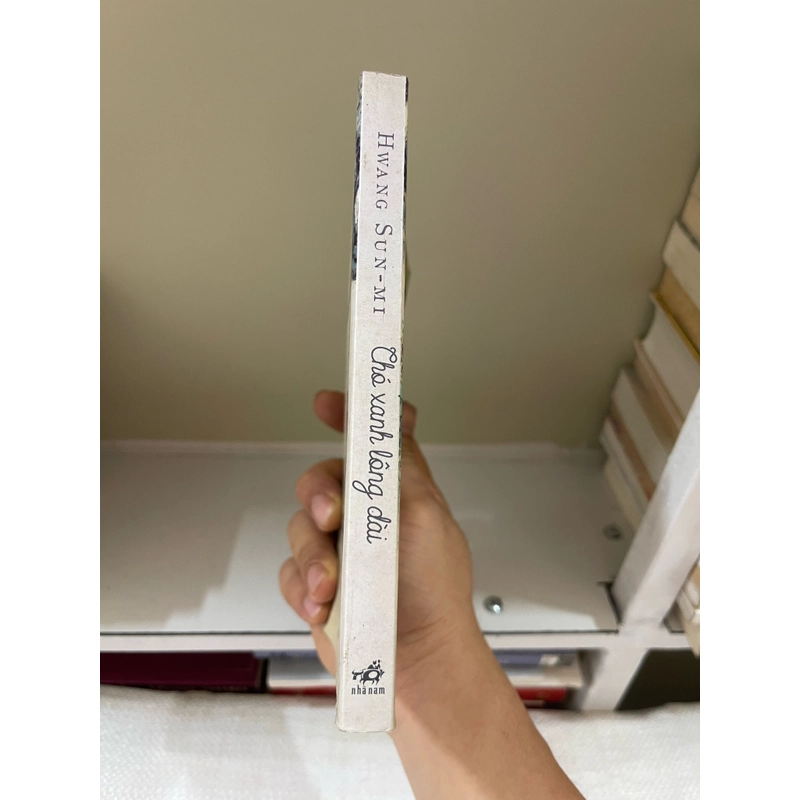 HWANG SUN-MI
Chó xanh lông dài
nhã nam